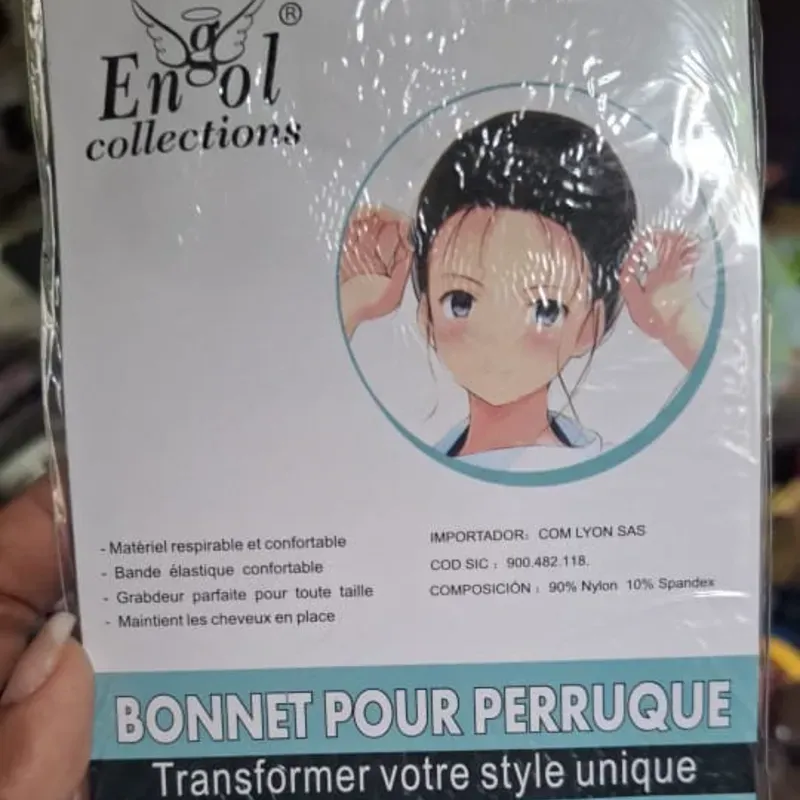 Engol ®
collections
- Matériel respirable et confortable
- Bande élastique confortable
- Grabdeur parfaite pour toute taille
- Maintient les cheveux en place
IMPORTADOR: COM LYON SAS
COD SIC : 900.482.118.
COMPOSICIÓN : 90% Nylon 10% Spandex
BONNET POUR PERRUQUE
Transformer votre style unique